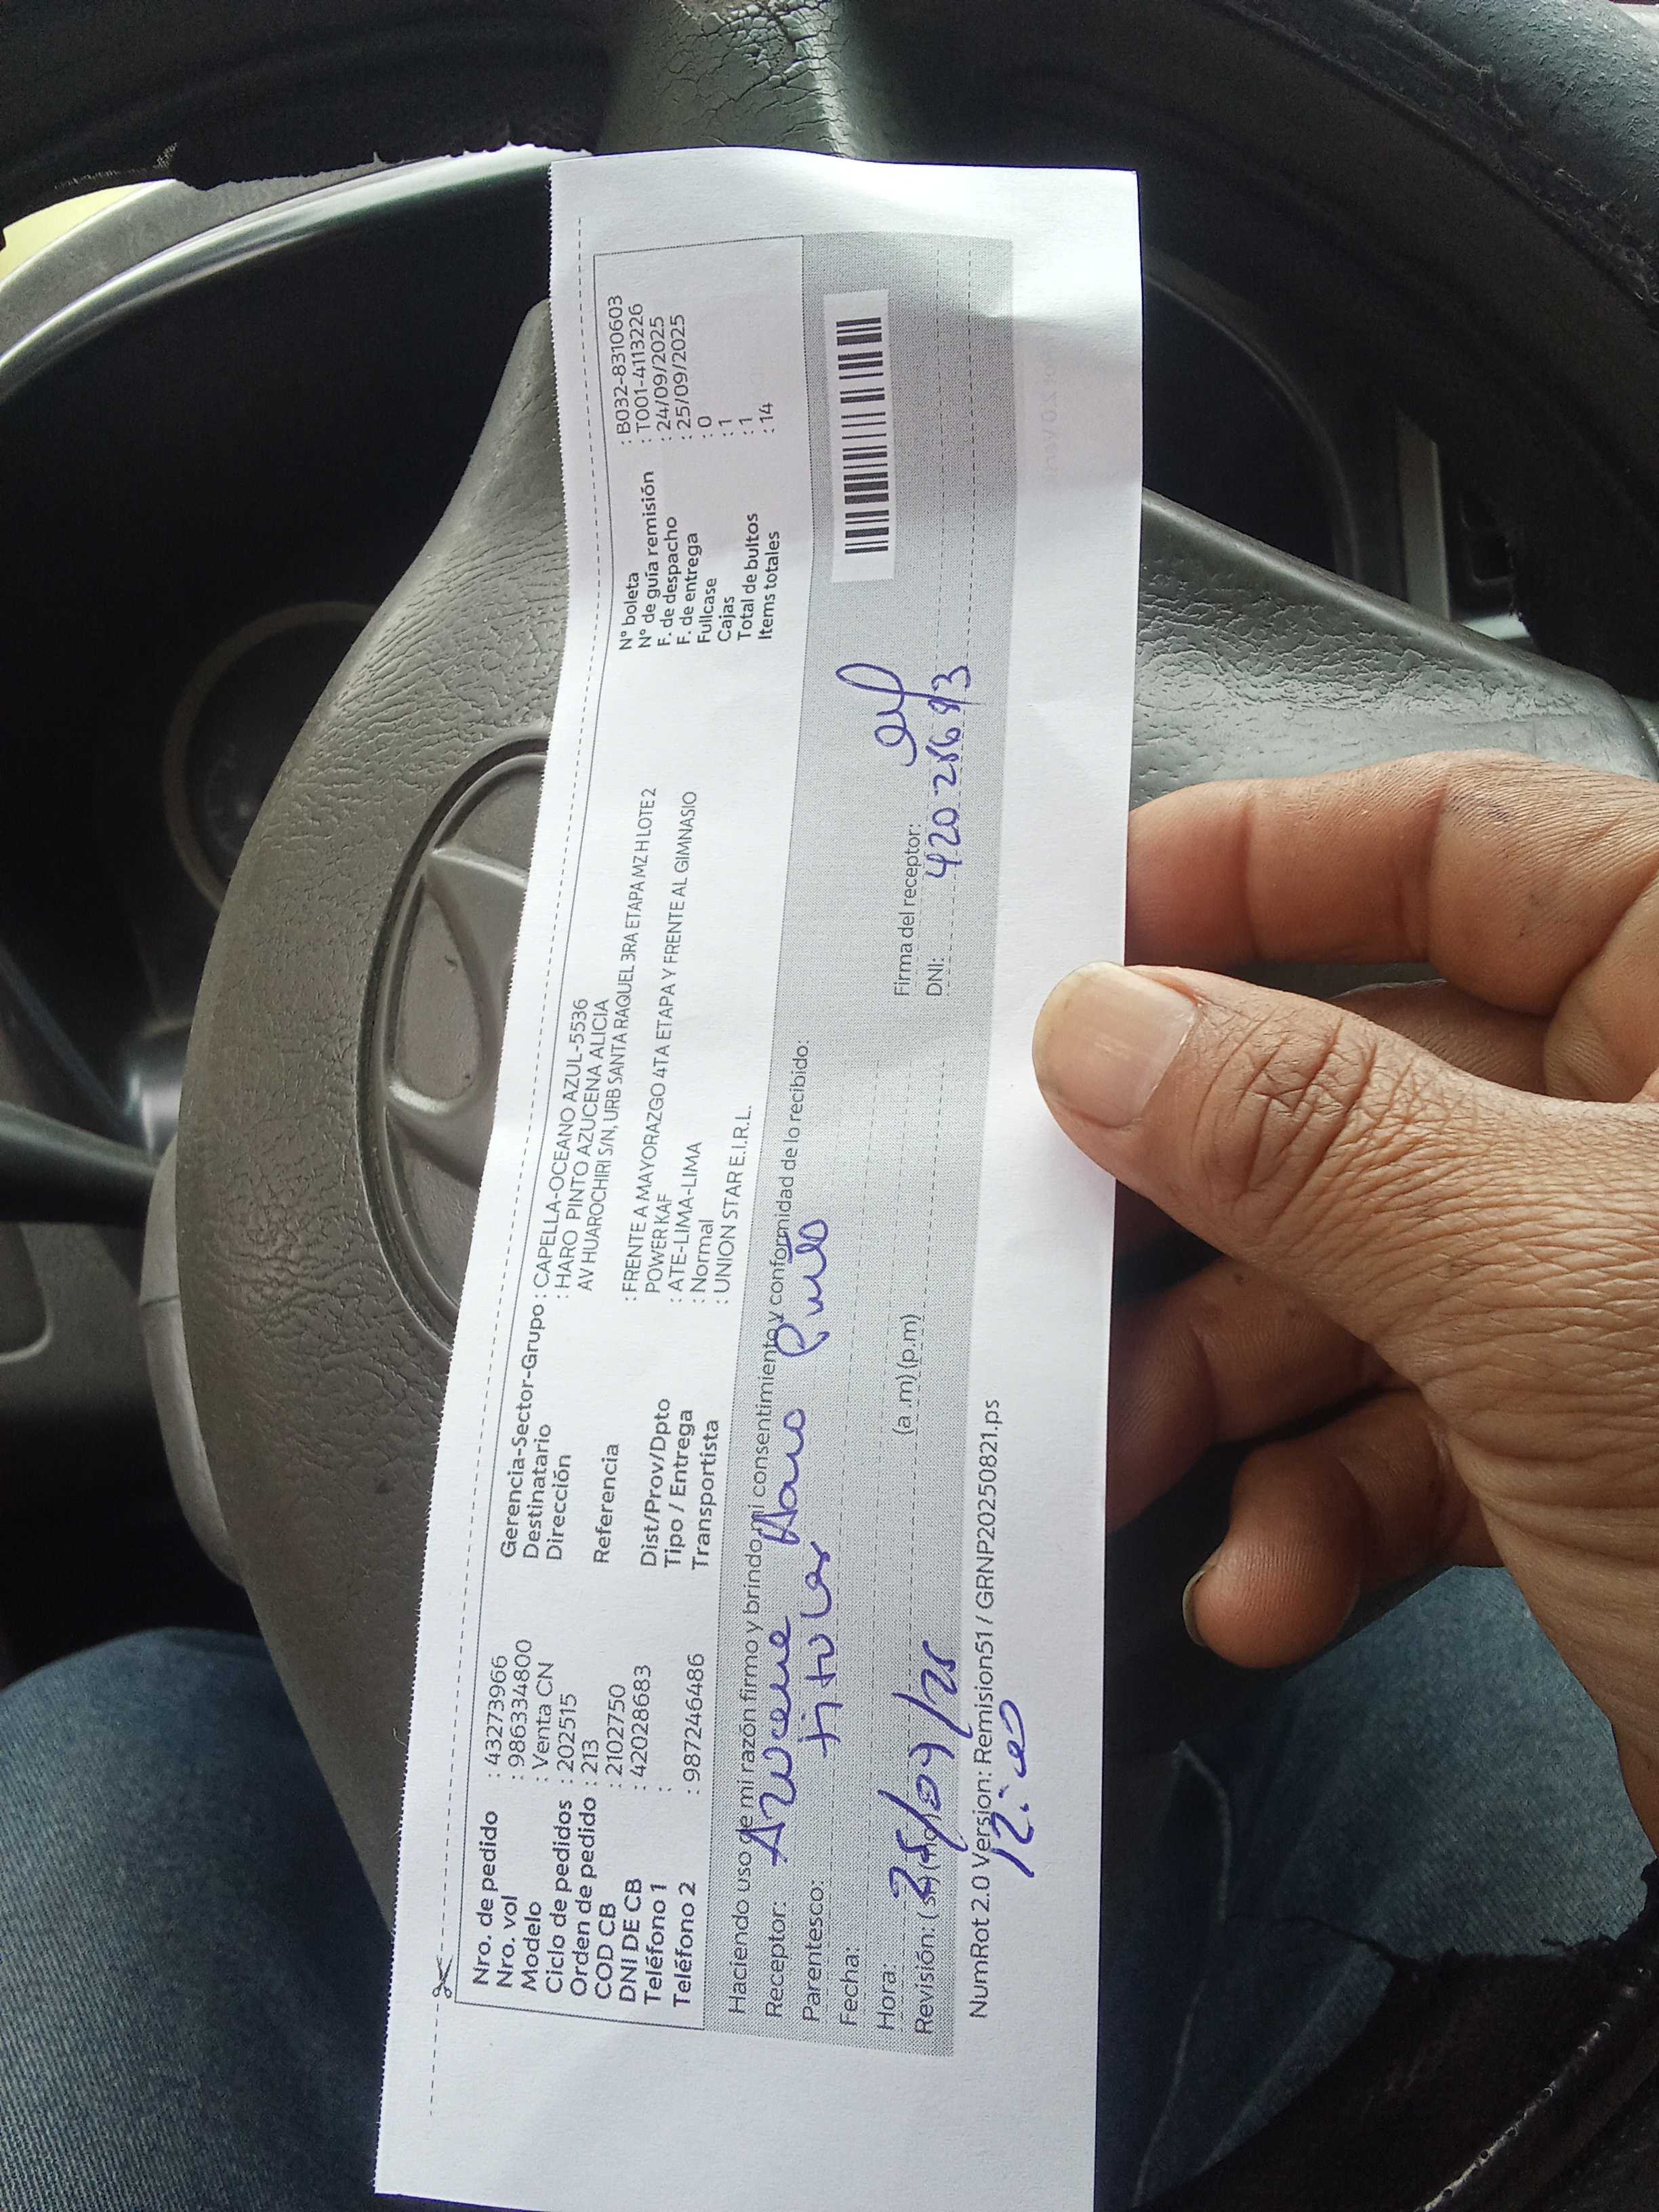 Nro. de pedido : 43273966
Nro. vol : 986334800
Modelo : Venta CN
Ciclo de pedidos : 202515
Orden de pedido : 213
COD CB : 2102750
DNI DE CB : 42028683
Teléfono 1 :
Teléfono 2 : 987246486
Gerencia-Sector-Grupo : CAPELLA-OCEANO AZUL-5536
Destinatario : HARO PINTO AZUCENA ALICIA
Dirección AV HUAROCHIRI S/N, URB SANTA RAQUEL 3RA ETAPA MZ H LOTE 2
Referencia : FRENTE A MAYORAZGO 4TA ETAPA Y FRENTE AL GIMNASIO
POWER KAF
Dist/Prov/Dpto : ATE-LIMA-LIMA
Tipo / Entrega : Normal
Transportista : UNION STAR E.I.R.L.
N° boleta : B032-8310603
N° de guía remisión : T001-4113226
F. de despacho : 24/09/2025
F. de entrega : 25/09/2025
Fullcase : 0
Cajas : 1
Total de bultos : 1
Items totales : 14
Haciendo uso de mi razón firmo y brindo mi consentimiento y conformidad de lo recibido:
Receptor: Azucena Haro Pinto
Parentesco: titular
Fecha:
Hora: 25/09/25 (a.m) (p.m)
Revisión:
Firma del receptor:
DNI:
NumRot 2.0 Version: Remision51 / GRNP20250821.ps